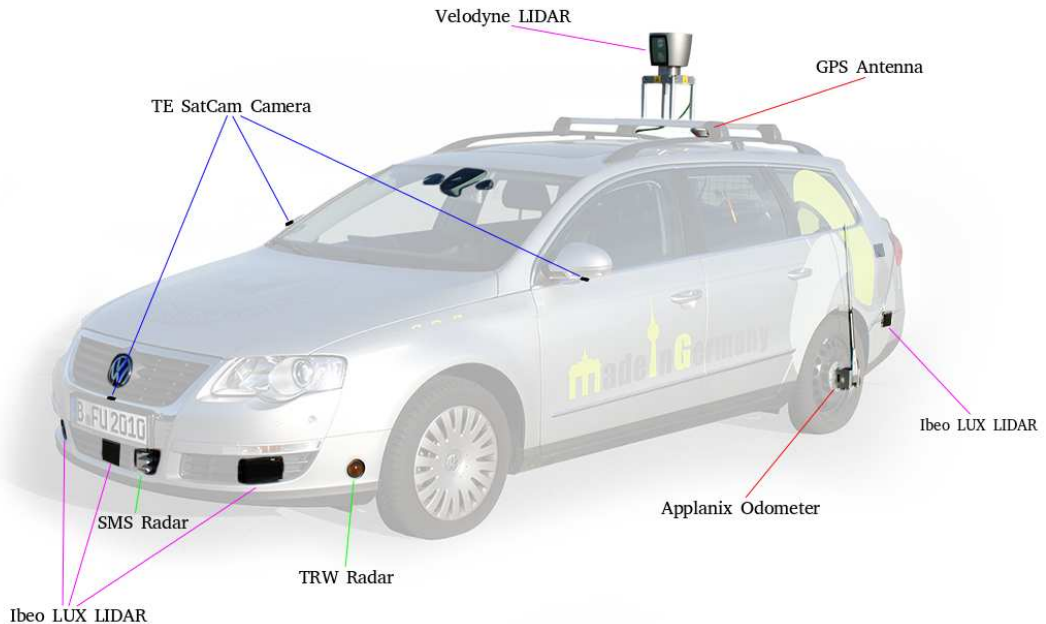 Velodyne LIDAR
GPS Antenna
TE SatCam Camera
madeInGermany
B FU 2010
Ibeo LUX LIDAR
Applanix Odometer
SMS Radar
TRW Radar
Ibeo LUX LIDAR